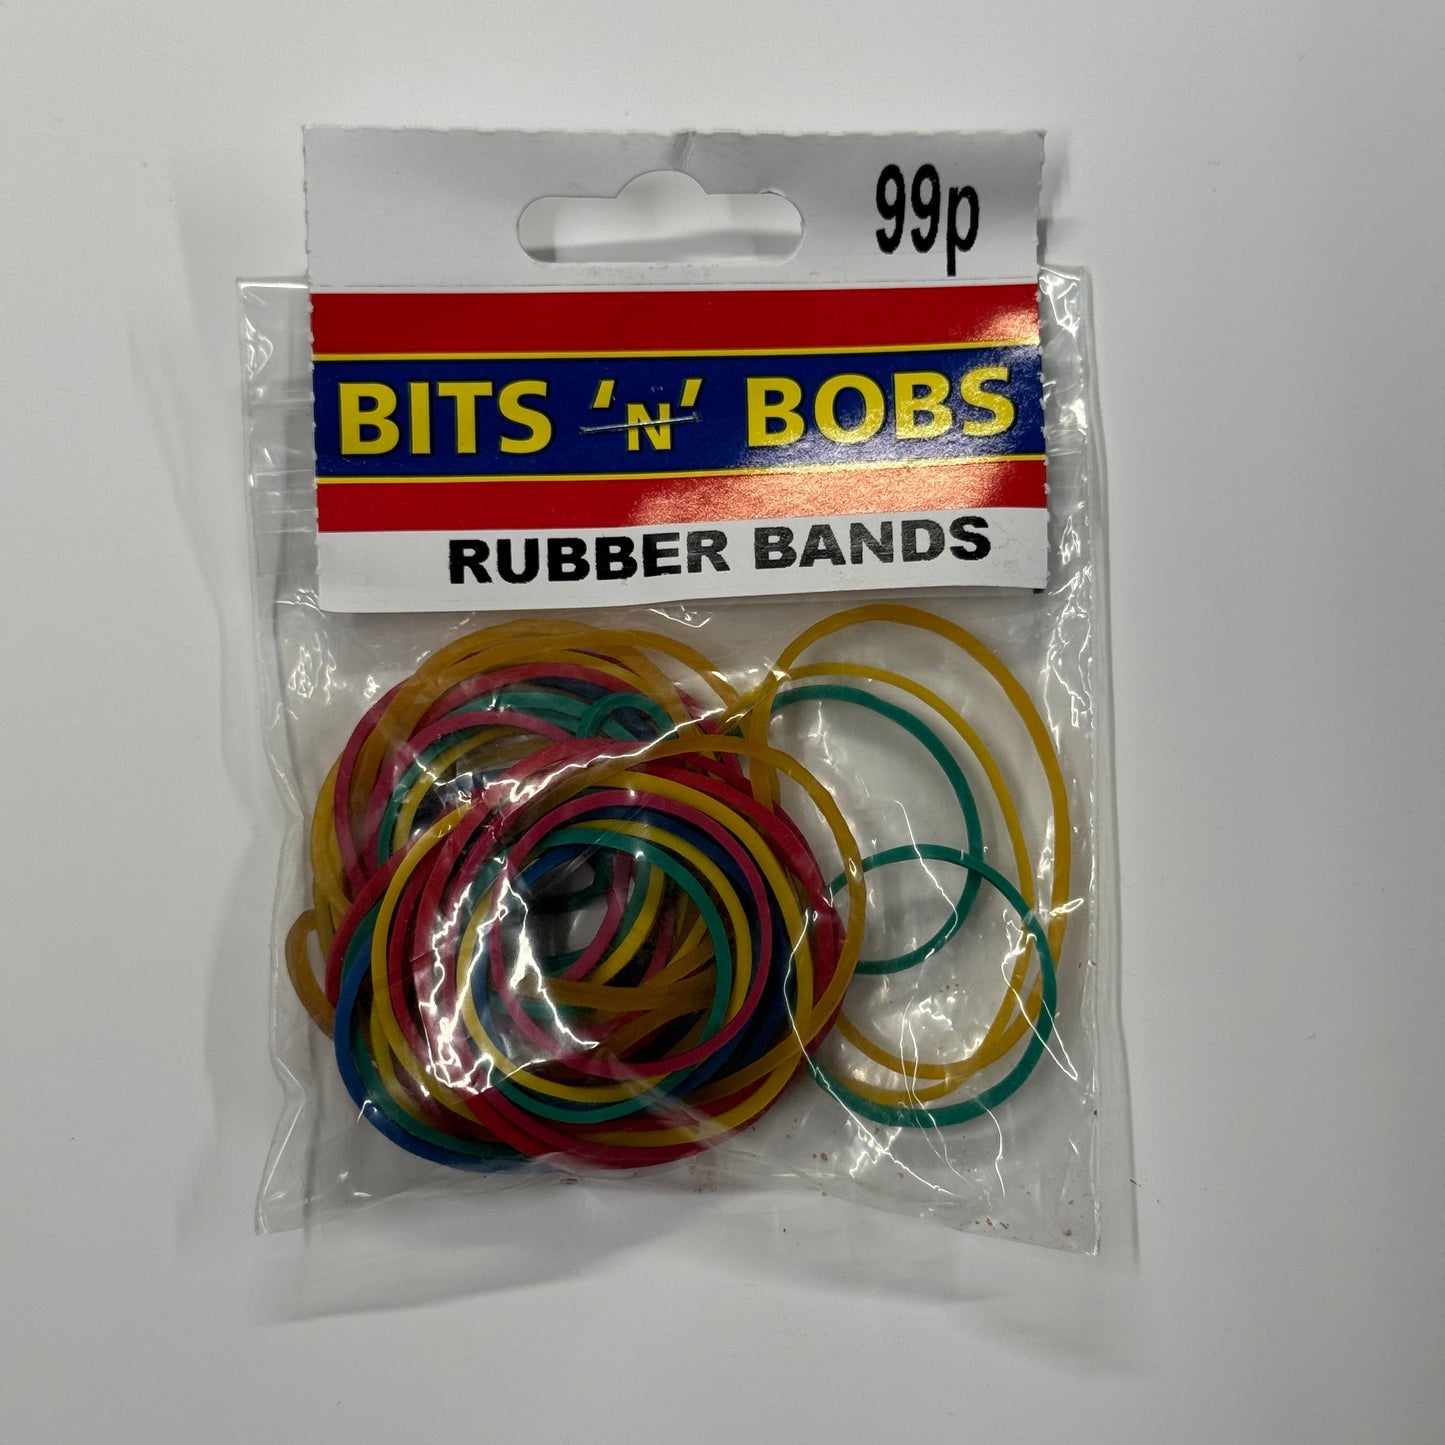 99p
BITS 'N' BOBS
RUBBER BANDS